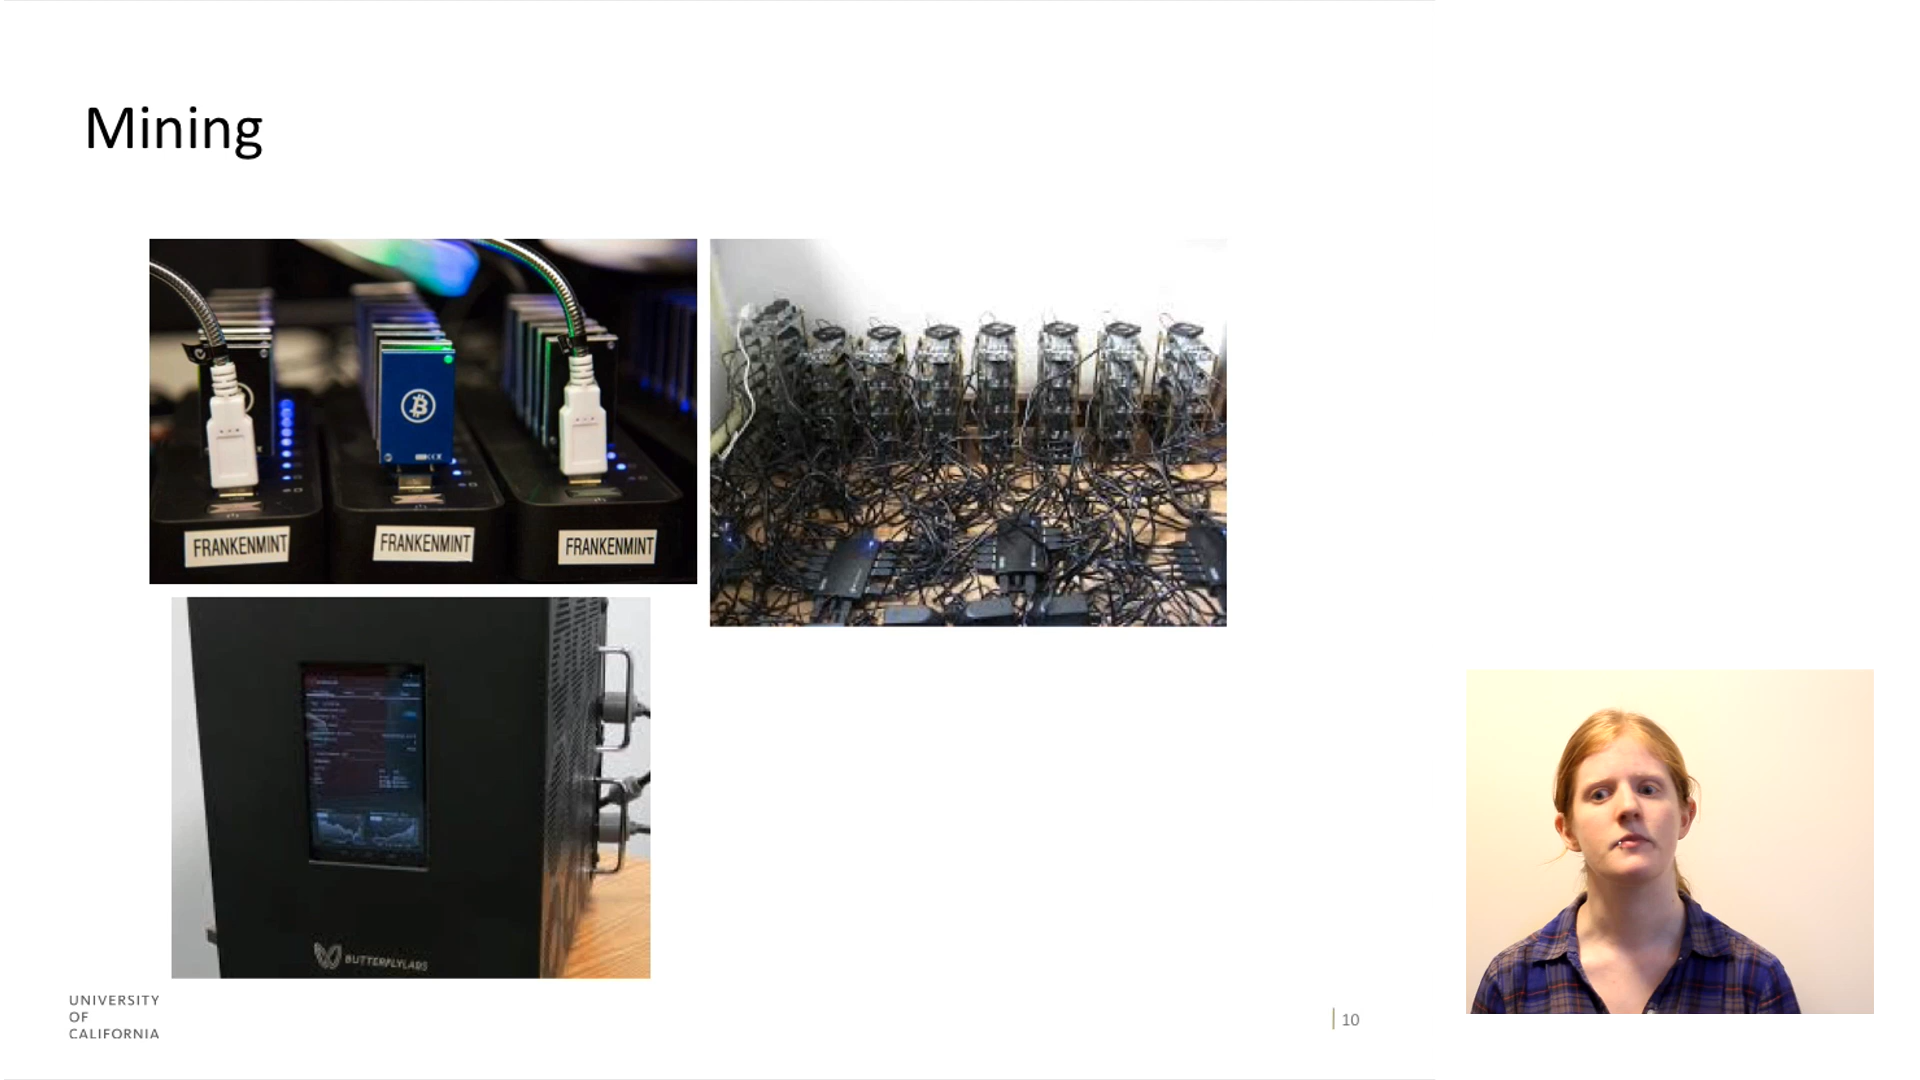 Mining
FRANKENMINT
FRANKENMINT
FRANKENMINT
BUTTERFLYLABS
UNIVERSITY
OF
CALIFORNIA
10